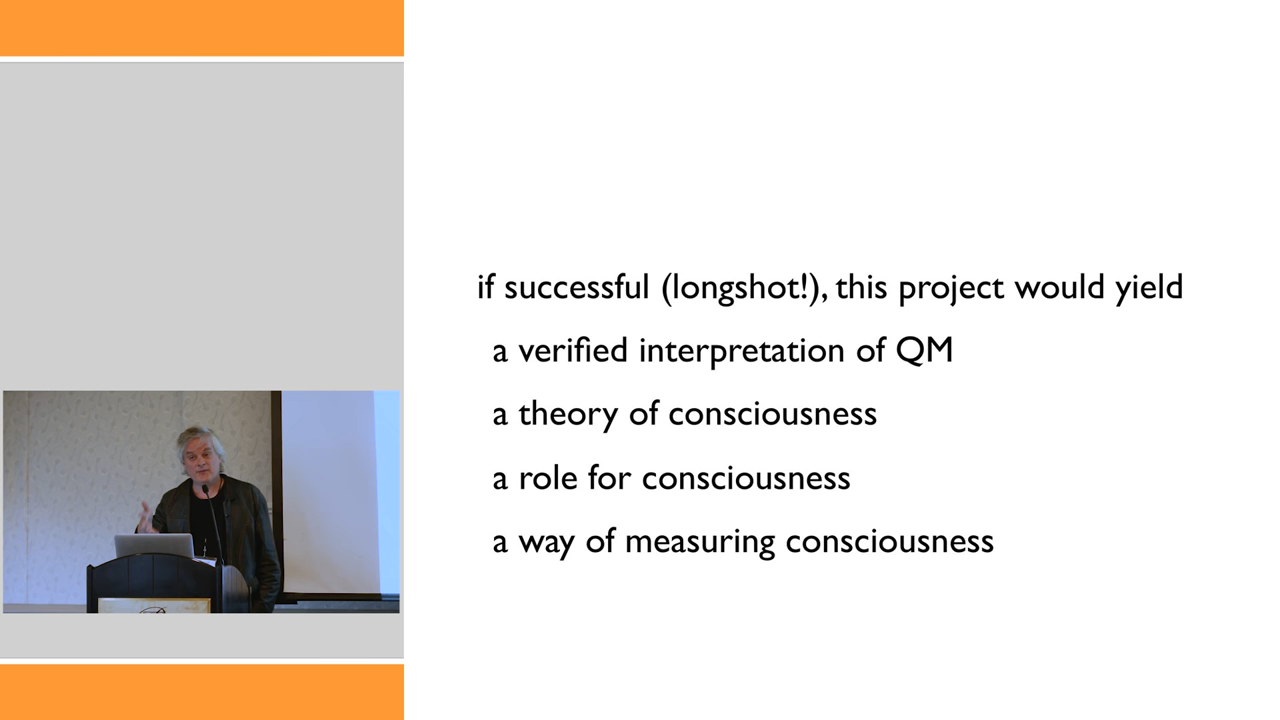 if successful (longshot!), this project would yield
a verified interpretation of QM
a theory of consciousness
a role for consciousness
a way of measuring consciousness